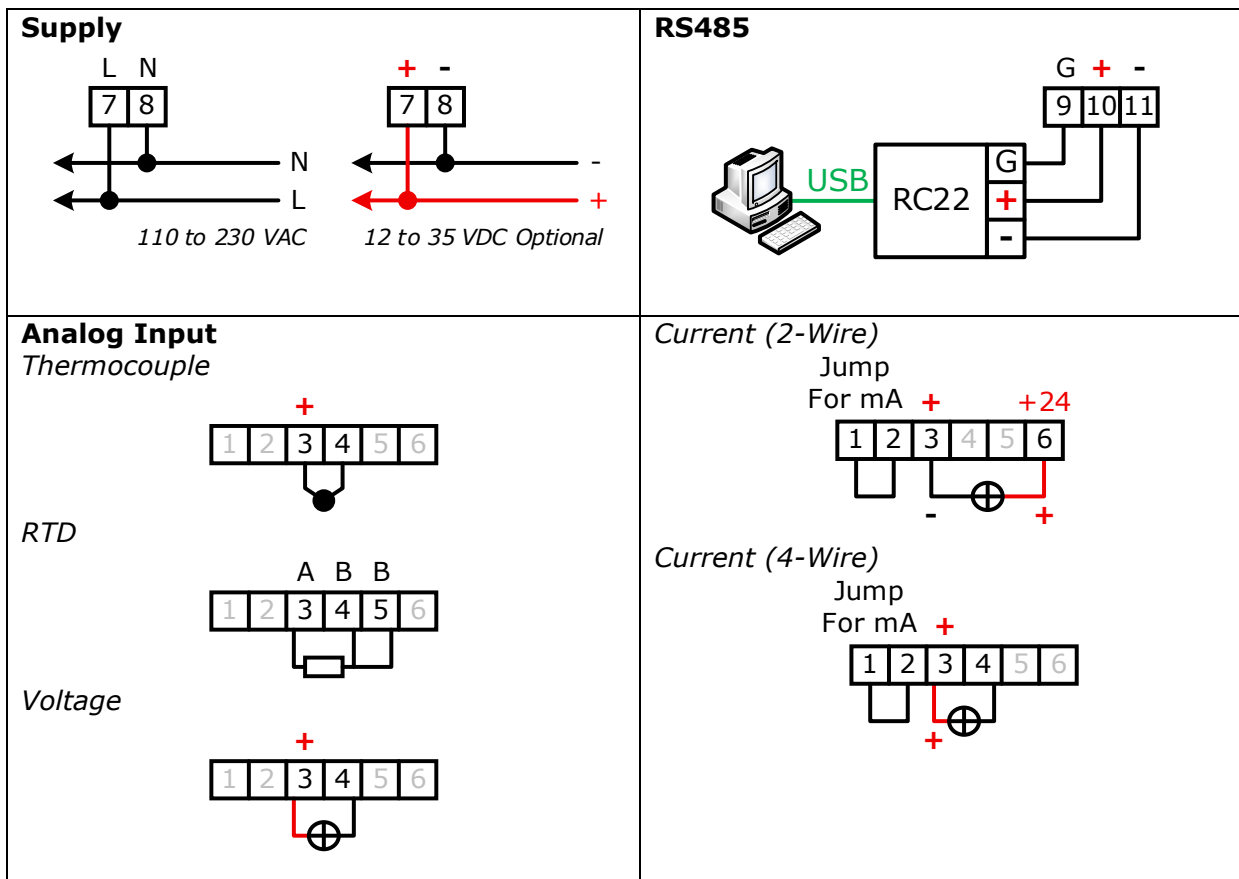 Supply
L N
7 8
N
L
110 to 230 VAC
+ -
7 8
-
+
12 to 35 VDC Optional
RS485
G + -
9 10 11
USB
RC22
G
+
-
Analog Input
Thermocouple
+
1 2 3 4 5 6
RTD
A B B
1 2 3 4 5 6
Voltage
+
1 2 3 4 5 6
Current (2-Wire)
Jump
For mA + +24
1 2 3 4 5 6
- +
Current (4-Wire)
Jump
For mA +
1 2 3 4 5 6
+